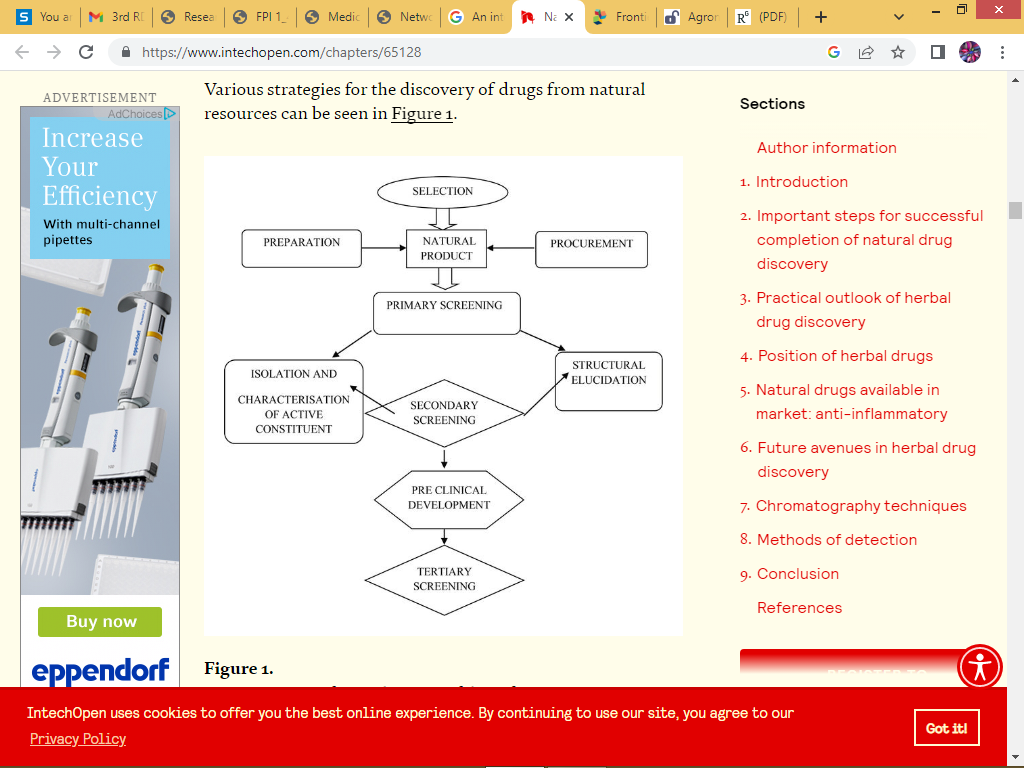 You ar
3rd RD
Resea
FPI 1_
Medic
Netwo
An int
Na
Fronti
Agron
(PDF)
https://www.intechopen.com/chapters/65128
ADVERTISEMENT
AdChoices
Increase
Your
Efficiency
With multi-channel
pipettes
Buy now
eppendorf
Various strategies for the discovery of drugs from natural
resources can be seen in Figure 1.
SELECTION
PREPARATION
NATURAL
PRODUCT
PROCUREMENT
PRIMARY SCREENING
ISOLATION AND
CHARACTERISATION
OF ACTIVE
CONSTITUENT
SECONDARY
SCREENING
STRUCTURAL
ELUCIDATION
PRE CLINICAL
DEVELOPMENT
TERTIARY
SCREENING
Figure 1.
Sections
Author information
1. Introduction
2. Important steps for successful
completion of natural drug
discovery
3. Practical outlook of herbal
drug discovery
4. Position of herbal drugs
5. Natural drugs available in
market: anti-inflammatory
6. Future avenues in herbal drug
discovery
7. Chromatography techniques
8. Methods of detection
9. Conclusion
References
REGISTER TO
IntechOpen uses cookies to offer you the best online experience. By continuing to use our site, you agree to our
Privacy Policy
Got it!